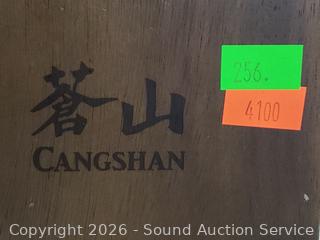 蒼山
CANGSHAN
256.
4100
Copyright 2026 - Sound Auction Service